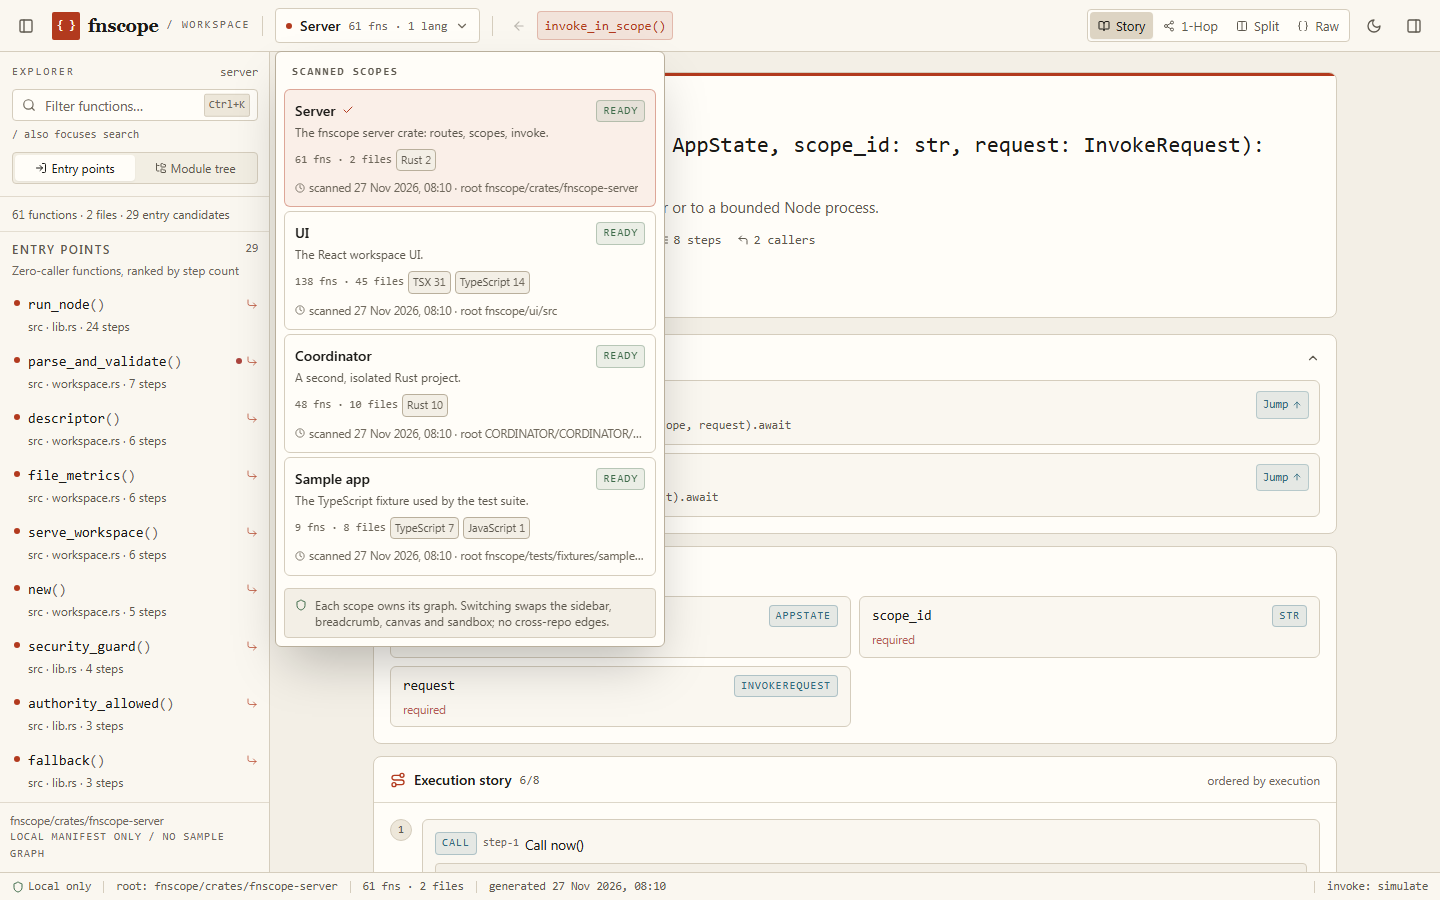 { } fnscope / WORKSPACE
Server 61 fns · 1 lang
invoke_in_scope()
Story 1-Hop Split {} Raw
EXPLORER server
Filter functions... Ctrl+K
/ also focuses search
Entry points Module tree
61 functions · 2 files · 29 entry candidates
ENTRY POINTS 29
Zero-caller functions, ranked by step count
run_node()
src · lib.rs · 24 steps
parse_and_validate()
src · workspace.rs · 7 steps
descriptor()
src · workspace.rs · 6 steps
file_metrics()
src · workspace.rs · 6 steps
serve_workspace()
src · workspace.rs · 6 steps
new()
src · workspace.rs · 5 steps
security_guard()
src · lib.rs · 4 steps
authority_allowed()
src · lib.rs · 3 steps
fallback()
src · lib.rs · 3 steps
fnscope/crates/fnscope-server
LOCAL MANIFEST ONLY / NO SAMPLE
GRAPH
SCANNED SCOPES
Server READY
The fnscope server crate: routes, scopes, invoke.
61 fns · 2 files Rust 2
scanned 27 Nov 2026, 08:10 · root fnscope/crates/fnscope-server
UI READY
The React workspace UI.
138 fns · 45 files TSX 31 TypeScript 14
scanned 27 Nov 2026, 08:10 · root fnscope/ui/src
Coordinator READY
A second, isolated Rust project.
48 fns · 10 files Rust 10
scanned 27 Nov 2026, 08:10 · root CORDINATOR/CORDINATOR/...
Sample app READY
The TypeScript fixture used by the test suite.
9 fns · 8 files TypeScript 7 JavaScript 1
scanned 27 Nov 2026, 08:10 · root fnscope/tests/fixtures/sample...
Each scope owns its graph. Switching swaps the sidebar,
breadcrumb, canvas and sandbox; no cross-repo edges.
AppState, scope_id: str, request: InvokeRequest):
r or to a bounded Node process.
8 steps 2 callers
Jump ↑
ope, request).await
Jump ↑
t).await
APPSTATE
scope_id STR
required
request INVOKEREQUEST
required
Execution story 6/8 ordered by execution
1 CALL step-1 Call now()
Local only root: fnscope/crates/fnscope-server 61 fns · 2 files generated 27 Nov 2026, 08:10 invoke: simulate